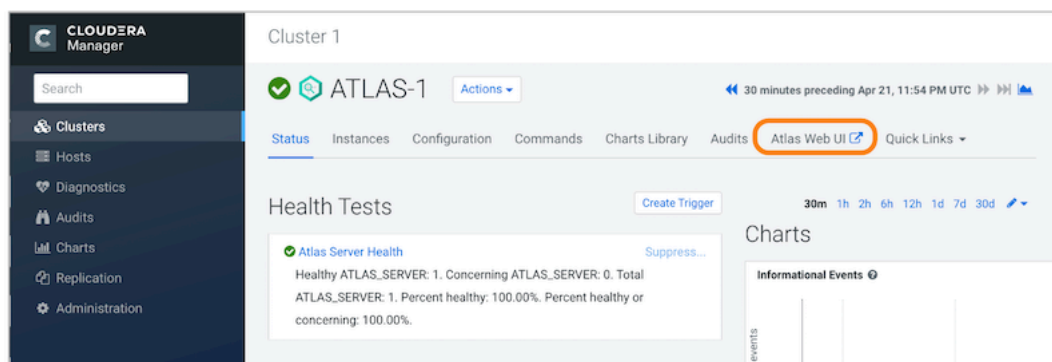 CLOUDERA
Manager
Search
Clusters
Hosts
Diagnostics
Audits
Charts
Replication
Administration
Cluster 1
ATLAS-1
Actions
30 minutes preceding Apr 21, 11:54 PM UTC
Status Instances Configuration Commands Charts Library Audits Atlas Web UI Quick Links
Health Tests
Create Trigger
Atlas Server Health
Suppress...
Healthy ATLAS_SERVER: 1. Concerning ATLAS_SERVER: 0. Total
ATLAS_SERVER: 1. Percent healthy: 100.00%. Percent healthy or
concerning: 100.00%.
30m 1h 2h 6h 12h 1d 7d 30d
Charts
Informational Events
events